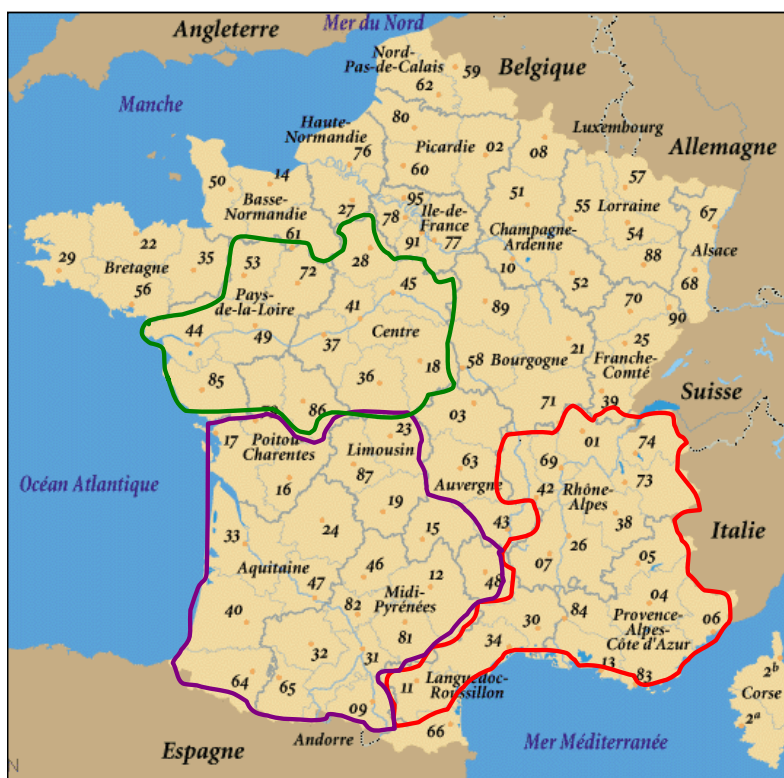 Mer du Nord
Angleterre
Nord-
Pas-de-Calais
59
Belgique
62
Manche
80
Haute-
Normandie
Luxembourg
76
Picardie
02
08
Allemagne
60
14
50
57
51
95
Basse-
Normandie
27
78
Ile-de-
France
55
Lorraine
67
61
91
77
Champagne-
Ardenne
54
22
29
Bretagne
35
53
72
28
10
88
Alsace
56
45
52
68
Pays-
de-la-Loire
41
89
70
90
44
49
37
Centre
21
25
58
Bourgogne
Franche-
Comté
18
85
36
Suisse
86
03
71
39
17
Poitou
Charentes
23
Limousin
01
74
63
69
87
Auvergne
Océan Atlantique
16
42
Rhône-
Alpes
73
19
43
38
Italie
33
24
15
26
Aquitaine
46
07
05
47
12
48
40
82
Midi-
Pyrénées
04
84
30
Provence-
Alpes-
Côte d'Azur
06
81
34
32
31
13
2ᵇ
64
65
11
Languedoc-
Roussillon
83
Corse
09
66
2ᵃ
Espagne
Andorre
Mer Méditerranée
N